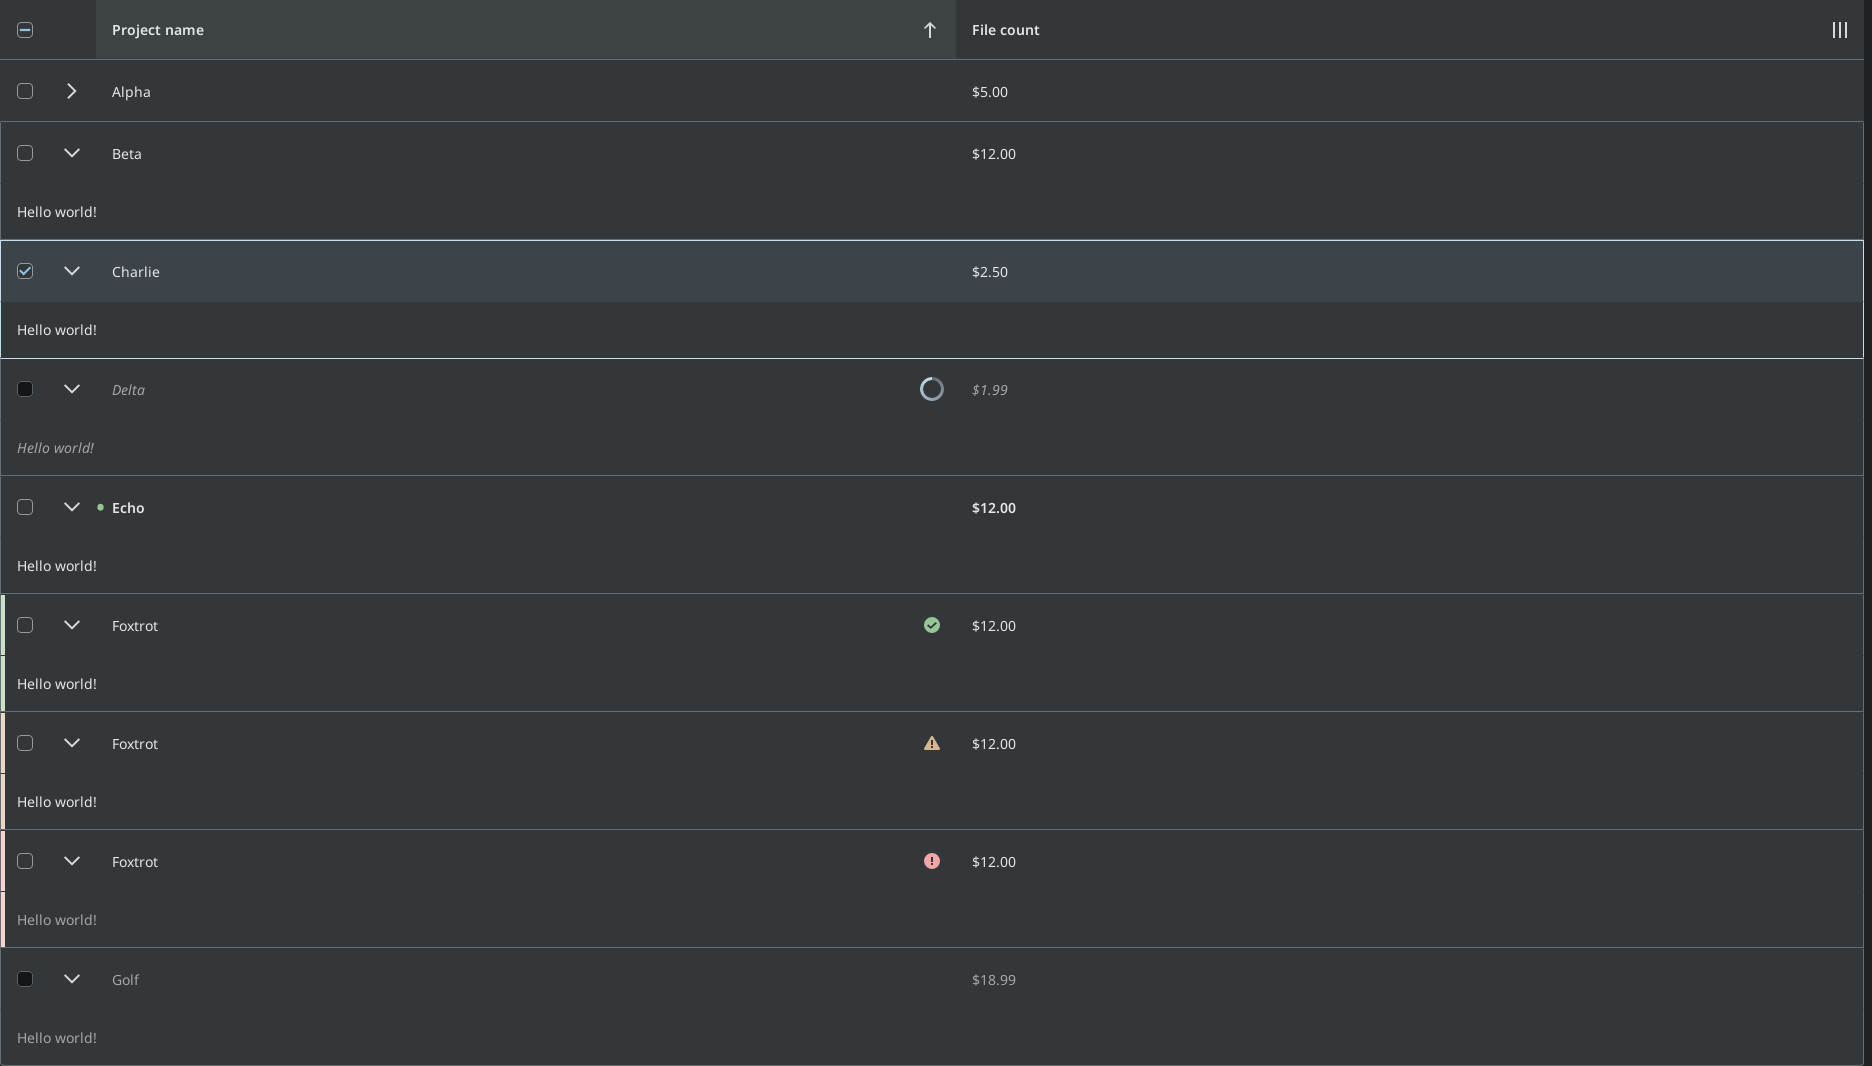 Project name File count
Alpha $5.00
Beta $12.00
Hello world!
Charlie $2.50
Hello world!
Delta $1.99
Hello world!
Echo $12.00
Hello world!
Foxtrot $12.00
Hello world!
Foxtrot $12.00
Hello world!
Foxtrot $12.00
Hello world!
Golf $18.99
Hello world!